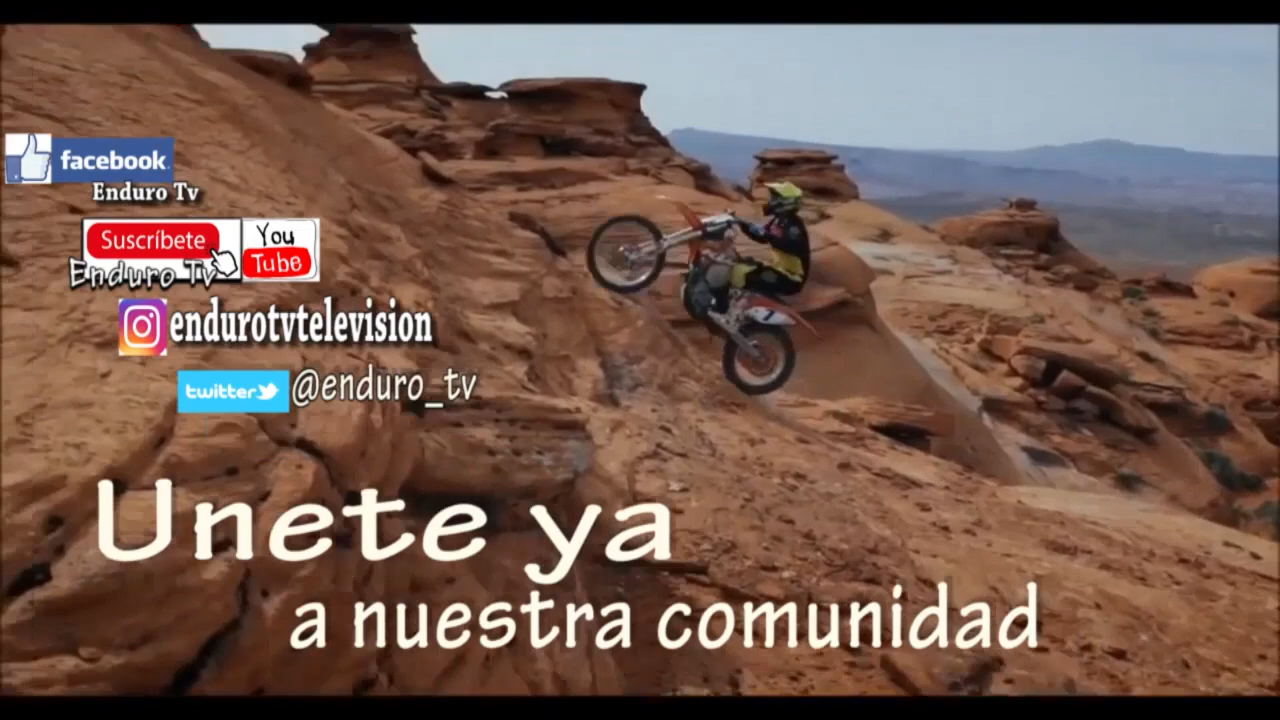 facebook
Enduro Tv
Suscríbete
You
Tube
Enduro Tv
endurotvtelevision
twitter
@enduro_tv
Unete ya
a nuestra comunidad